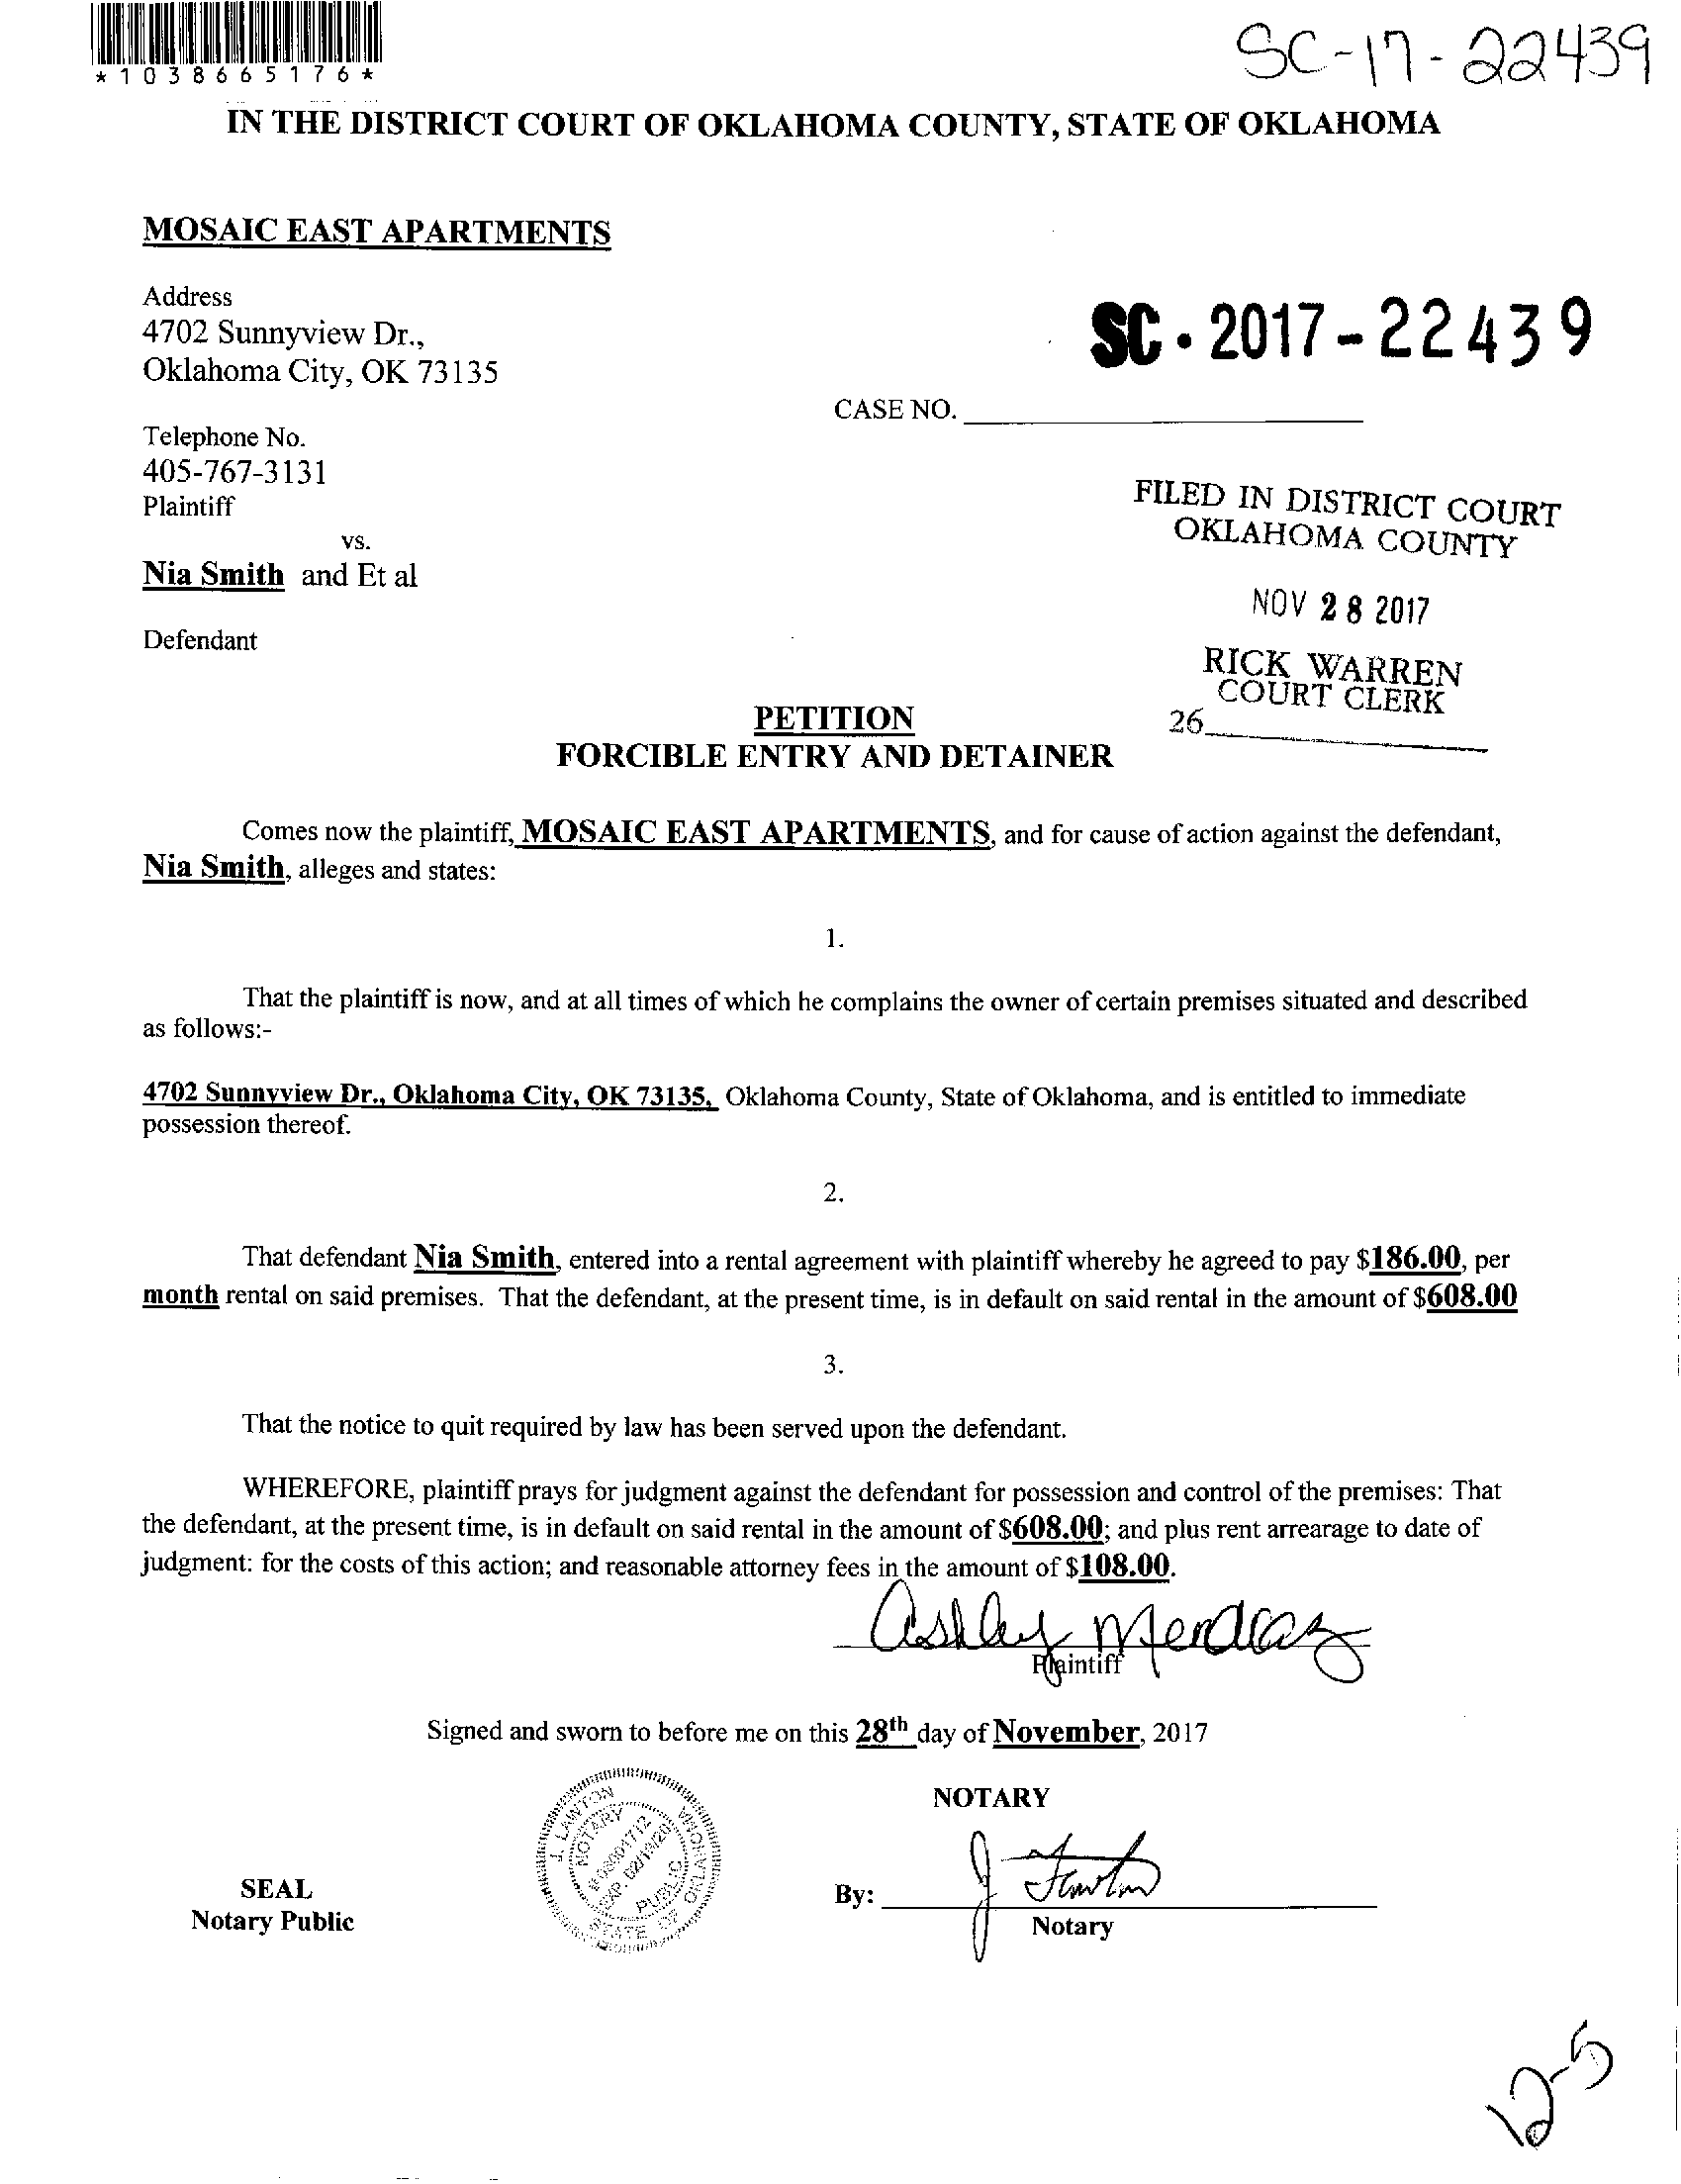 *1038665176*
SC-17-22439
IN THE DISTRICT COURT OF OKLAHOMA COUNTY, STATE OF OKLAHOMA
MOSAIC EAST APARTMENTS
Address
4702 Sunnyview Dr.,
Oklahoma City, OK 73135
SC-2017-22439
CASE NO.
Telephone No.
405-767-3131
Plaintiff
vs.
Nia Smith and Et al
Defendant
FILED IN DISTRICT COURT
OKLAHOMA COUNTY
NOV 28 2017
RICK WARREN
COURT CLERK
26
PETITION
FORCIBLE ENTRY AND DETAINER
Comes now the plaintiff, MOSAIC EAST APARTMENTS, and for cause of action against the defendant,
Nia Smith, alleges and states:
1.
That the plaintiff is now, and at all times of which he complains the owner of certain premises situated and described
as follows:-
4702 Sunnyview Dr., Oklahoma City, OK 73135, Oklahoma County, State of Oklahoma, and is entitled to immediate
possession thereof.
2.
That defendant Nia Smith, entered into a rental agreement with plaintiff whereby he agreed to pay $186.00, per
month rental on said premises. That the defendant, at the present time, is in default on said rental in the amount of $608.00
3.
That the notice to quit required by law has been served upon the defendant.
WHEREFORE, plaintiff prays for judgment against the defendant for possession and control of the premises: That
the defendant, at the present time, is in default on said rental in the amount of $608.00; and plus rent arrearage to date of
judgment: for the costs of this action; and reasonable attorney fees in the amount of $108.00.
Ashley
Plaintiff
Signed and sworn to before me on this 28th day of November, 2017
J. LAWTON
NOTARY
PUBLIC
STATE OF OKLAHOMA
NOTARY
SEAL
Notary Public
By: J Lawton
Notary
12-5